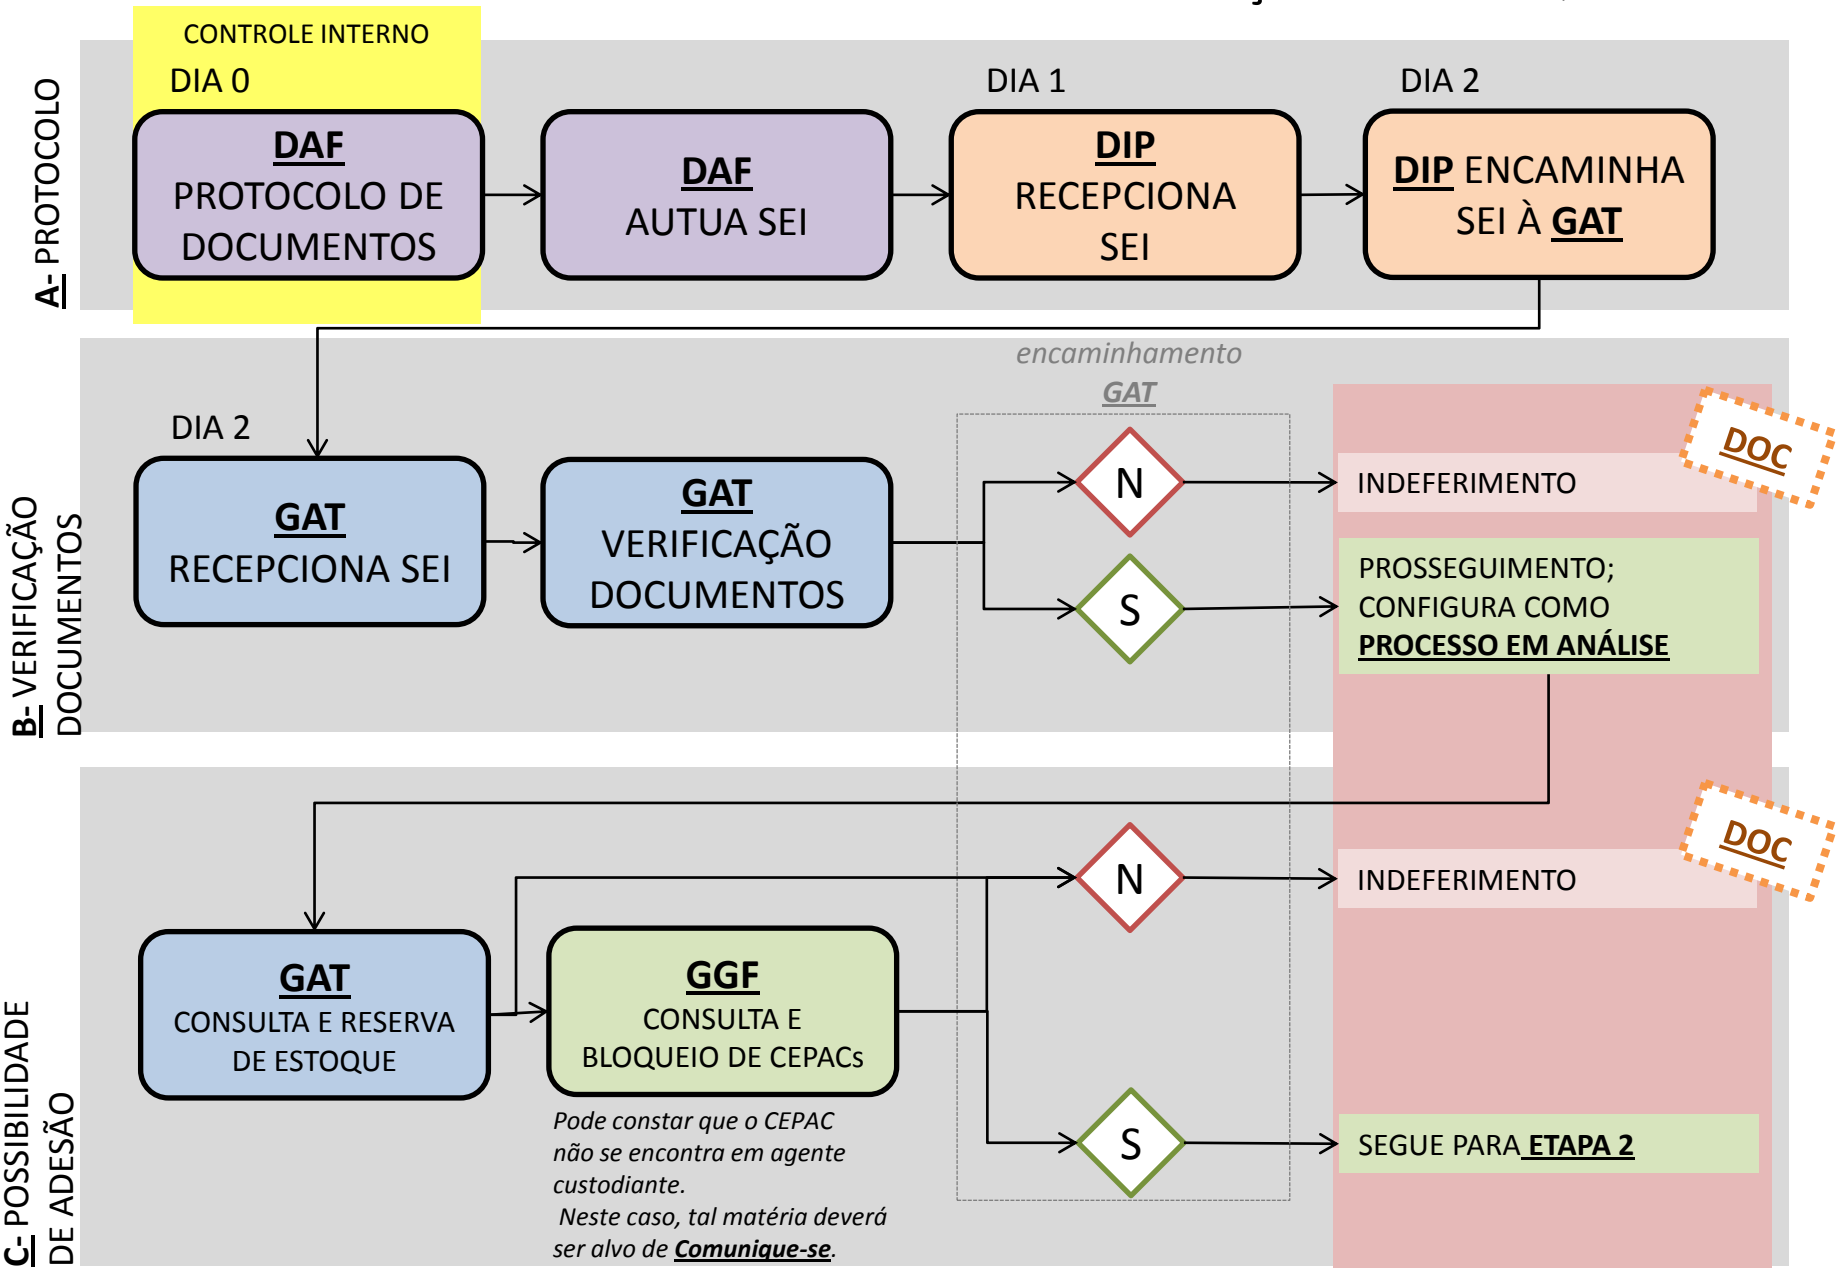 CONTROLE INTERNO
DIA 0
DIA 1
DIA 2
A- PROTOCOLO
DAF
PROTOCOLO DE
DOCUMENTOS
DAF
AUTUA SEI
DIP
RECEPCIONA
SEI
DIP ENCAMINHA
SEI À GAT
encaminhamento
GAT
B- VERIFICAÇÃO
DOCUMENTOS
DIA 2
GAT
RECEPCIONA SEI
GAT
VERIFICAÇÃO
DOCUMENTOS
N
INDEFERIMENTO
DOC
S
PROSSEGUIMENTO;
CONFIGURA COMO
PROCESSO EM ANÁLISE
C- POSSIBILIDADE
DE ADESÃO
GAT
CONSULTA E RESERVA
DE ESTOQUE
GGF
CONSULTA E
BLOQUEIO DE CEPACs
Pode constar que o CEPAC
não se encontra em agente
custodiante.
Neste caso, tal matéria deverá
ser alvo de Comunique-se.
N
INDEFERIMENTO
DOC
S
SEGUE PARA ETAPA 2